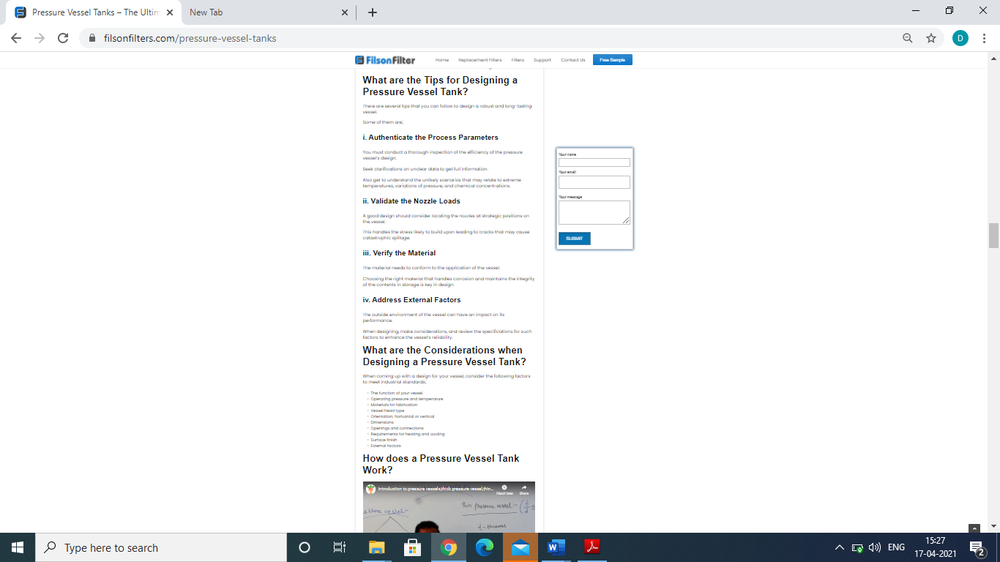 Pressure Vessel Tanks – The Ultim
New Tab
filsonfilters.com/pressure-vessel-tanks
D
FilsonFilter
Home Replacement Filters Filters Support Contact Us Free Sample
What are the Tips for Designing a
Pressure Vessel Tank?
There are several tips that you can follow to design a robust and long-lasting
vessel.
Some of them are;
i. Authenticate the Process Parameters
You must conduct a thorough inspection of the efficiency of the pressure
vessel's design.
Seek clarifications on unclear data to get full information.
Also get to understand the unlikely scenarios that may relate to extreme
temperatures, variations of pressure, and chemical concentrations.
ii. Validate the Nozzle Loads
A good design should consider locating the nozzles at strategic positions on
the vessel.
This handles the stress likely to build upon leading to cracks that may cause
catastrophic spillage.
iii. Verify the Material
The material needs to conform to the application of the vessel.
Choosing the right material that handles corrosion and maintains the integrity
of the contents in storage is key in design.
iv. Address External Factors
The outside environment of the vessel can have an impact on its
performance.
When designing, make considerations, and review the specifications for such
factors to enhance the vessel's reliability.
What are the Considerations when
Designing a Pressure Vessel Tank?
When coming up with a design for your vessel, consider the following factors
to meet industrial standards;
The function of your vessel.
Operating pressure and temperature
Materials for fabrication
Vessel head type
Orientation; horizontal or vertical
Dimensions
Openings and connections
Requirements for heating and cooling
Surface finish
External factors
How does a Pressure Vessel Tank
Work?
Introduction to pressure vessels,thick pressure vessel,thin...
Watch later
Share
essure vessel
thin pressure vessel
t - thickness
Your name
Your email
Your message
SUBMIT
Type here to search
ENG
15:27
17-04-2021
2